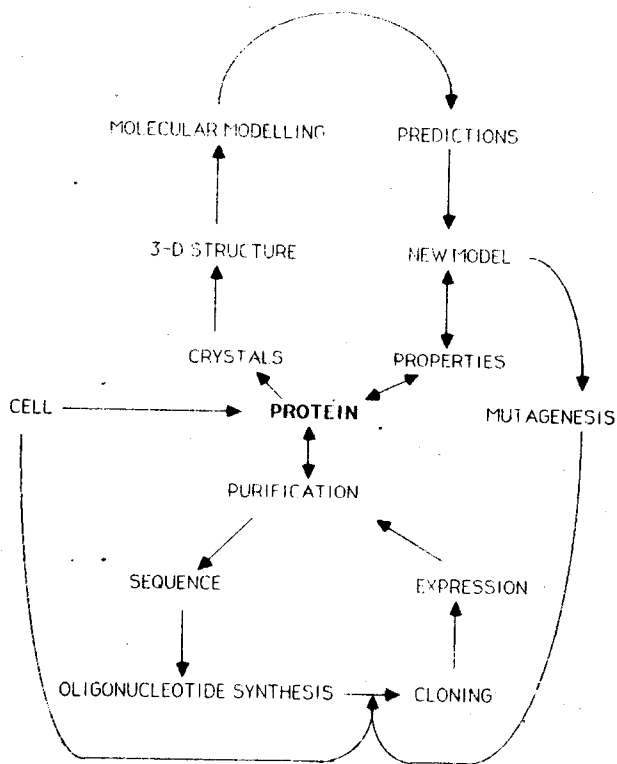 MOLECULAR MODELLING
PREDICTIONS
3-D STRUCTURE
NEW MODEL
CRYSTALS
PROPERTIES
CELL
PROTEIN
MUTAGENESIS
PURIFICATION
SEQUENCE
EXPRESSION
OLIGONUCLEOTIDE SYNTHESIS
CLONING